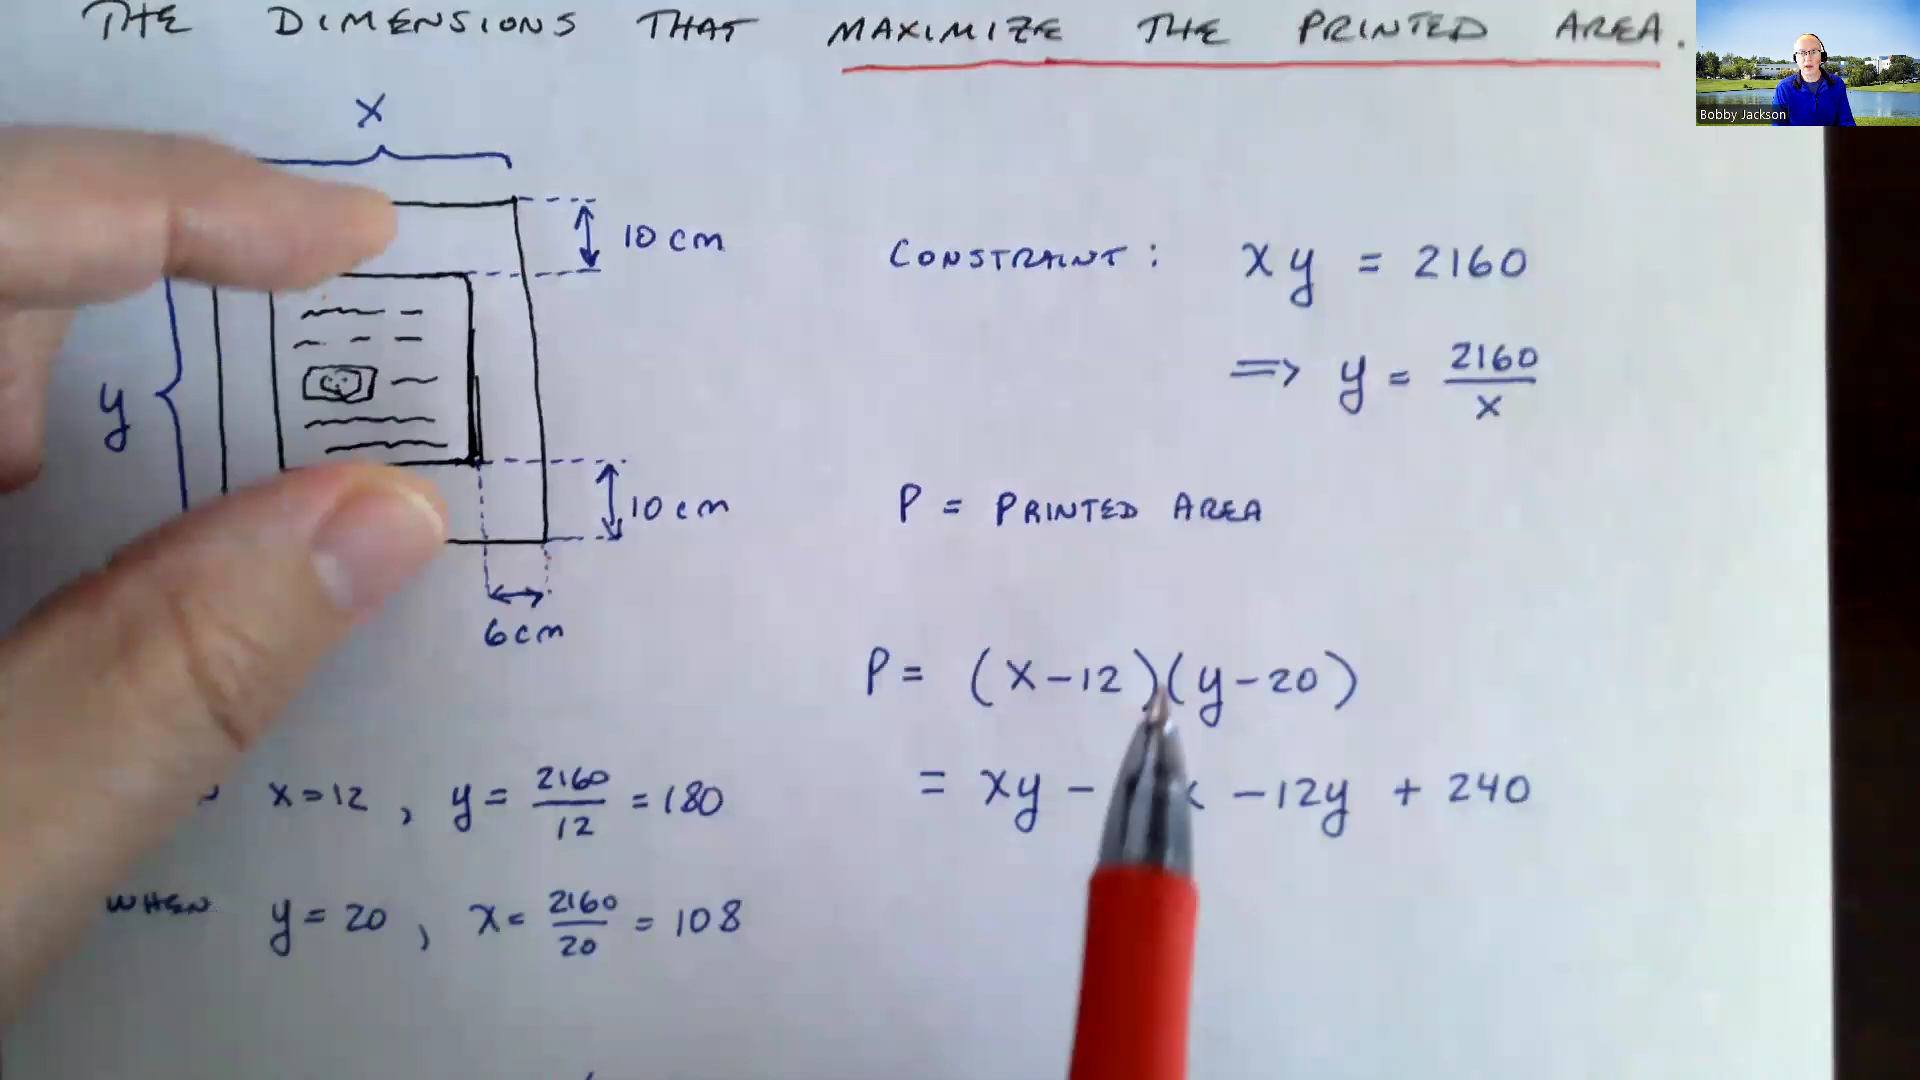 THE DIMENSIONS THAT MAXIMIZE THE PRINTED AREA.
Bobby Jackson
X
10 cm
y
10 cm
6 cm
CONSTRAINT: xy = 2160
=> y = 2160/x
P = PRINTED AREA
P = (x-12)(y-20)
= xy - x - 12y + 240
x=12, y = 2160/12 = 180
WHEN y = 20, x = 2160/20 = 108